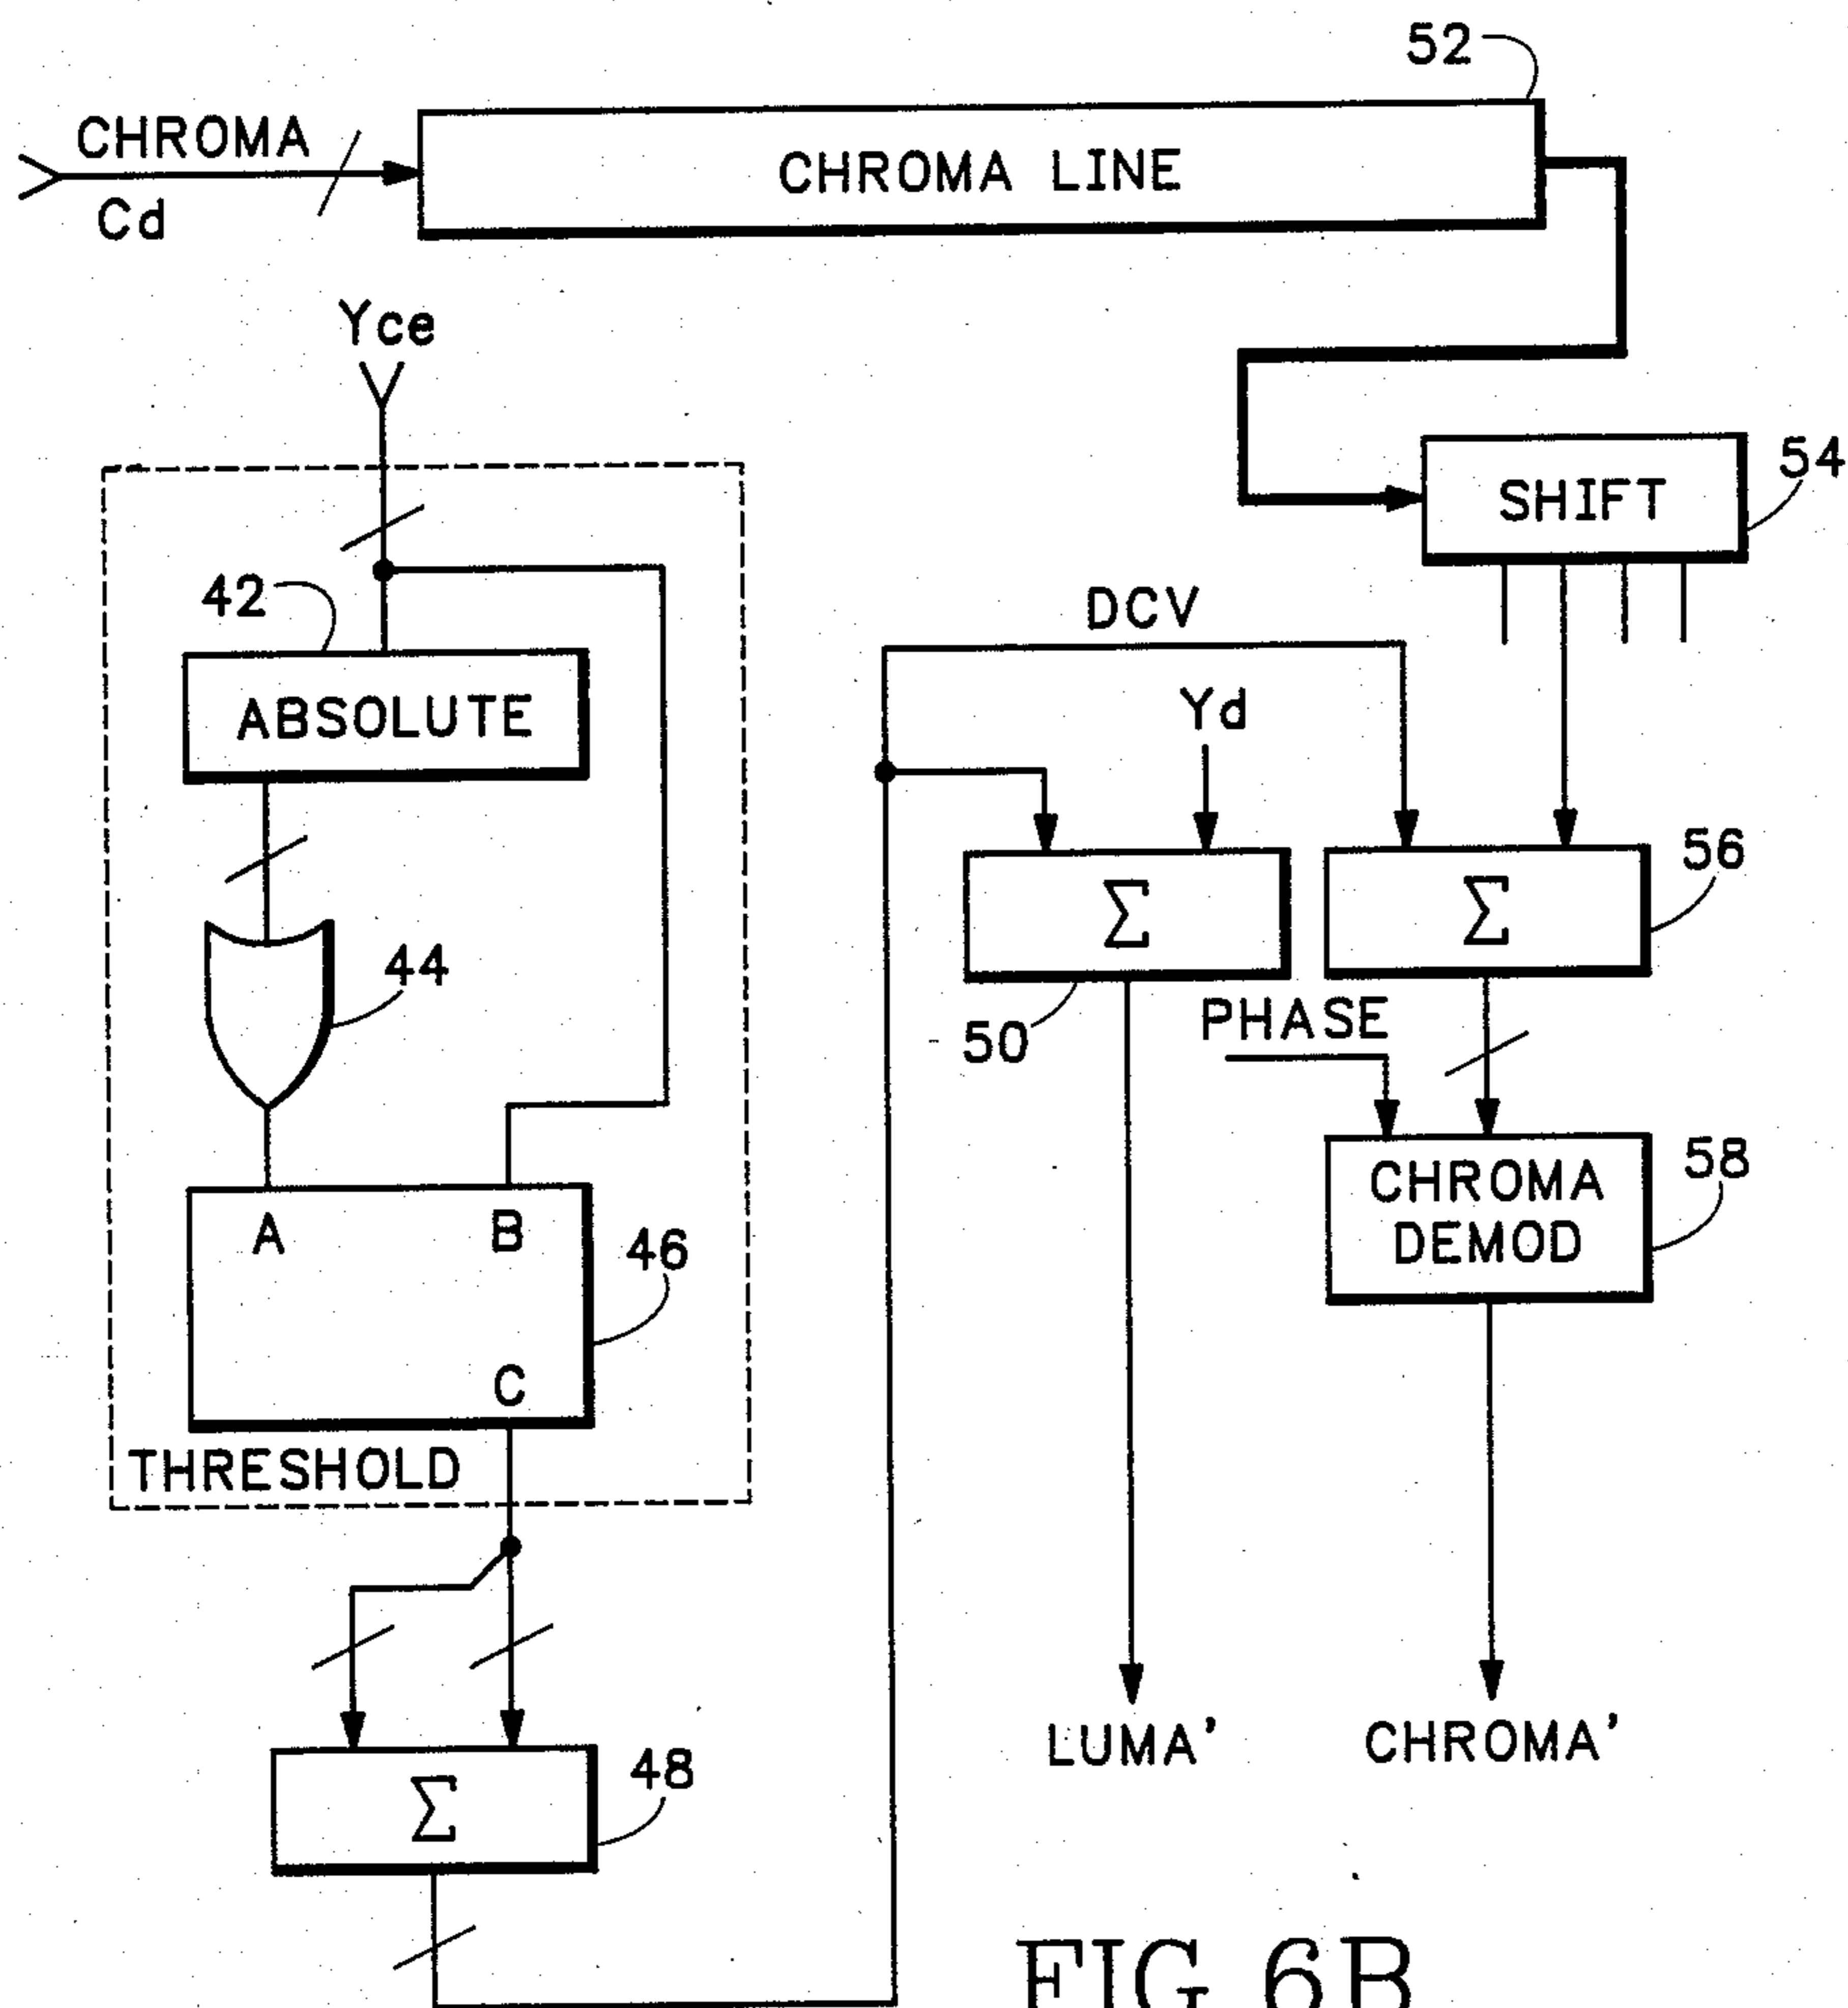 52
CHROMA
Cd
CHROMA LINE
Yce
SHIFT
54
42
DCV
ABSOLUTE
Yd
56
Σ
Σ
44
50
PHASE
CHROMA
DEMOD
58
A
B
46
C
THRESHOLD
LUMA'
CHROMA'
Σ
48
FIG 6B